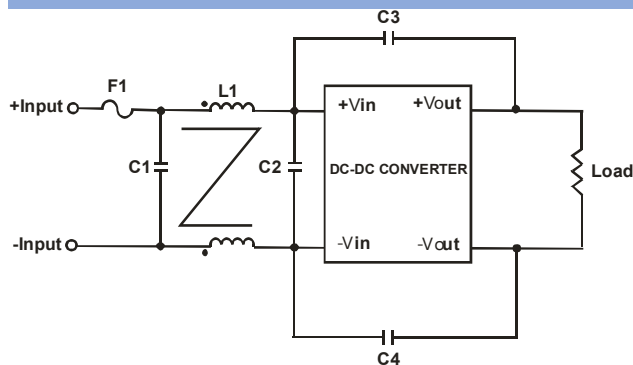 C3
F1
L1
+Input
+Vin
+Vout
C1
C2
DC-DC CONVERTER
Load
-Input
-Vin
-Vout
C4